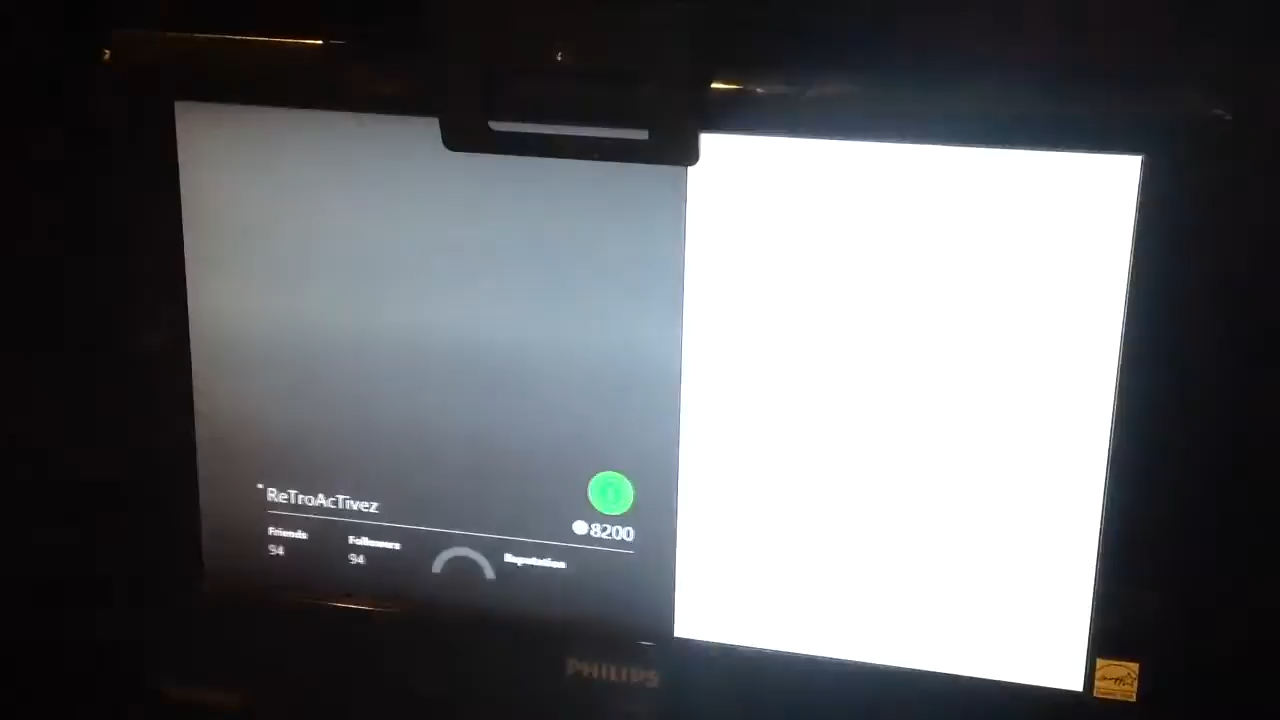 ReTroAcTivez
8200
Friends
94
Followers
94
Reputation
PHILIPS